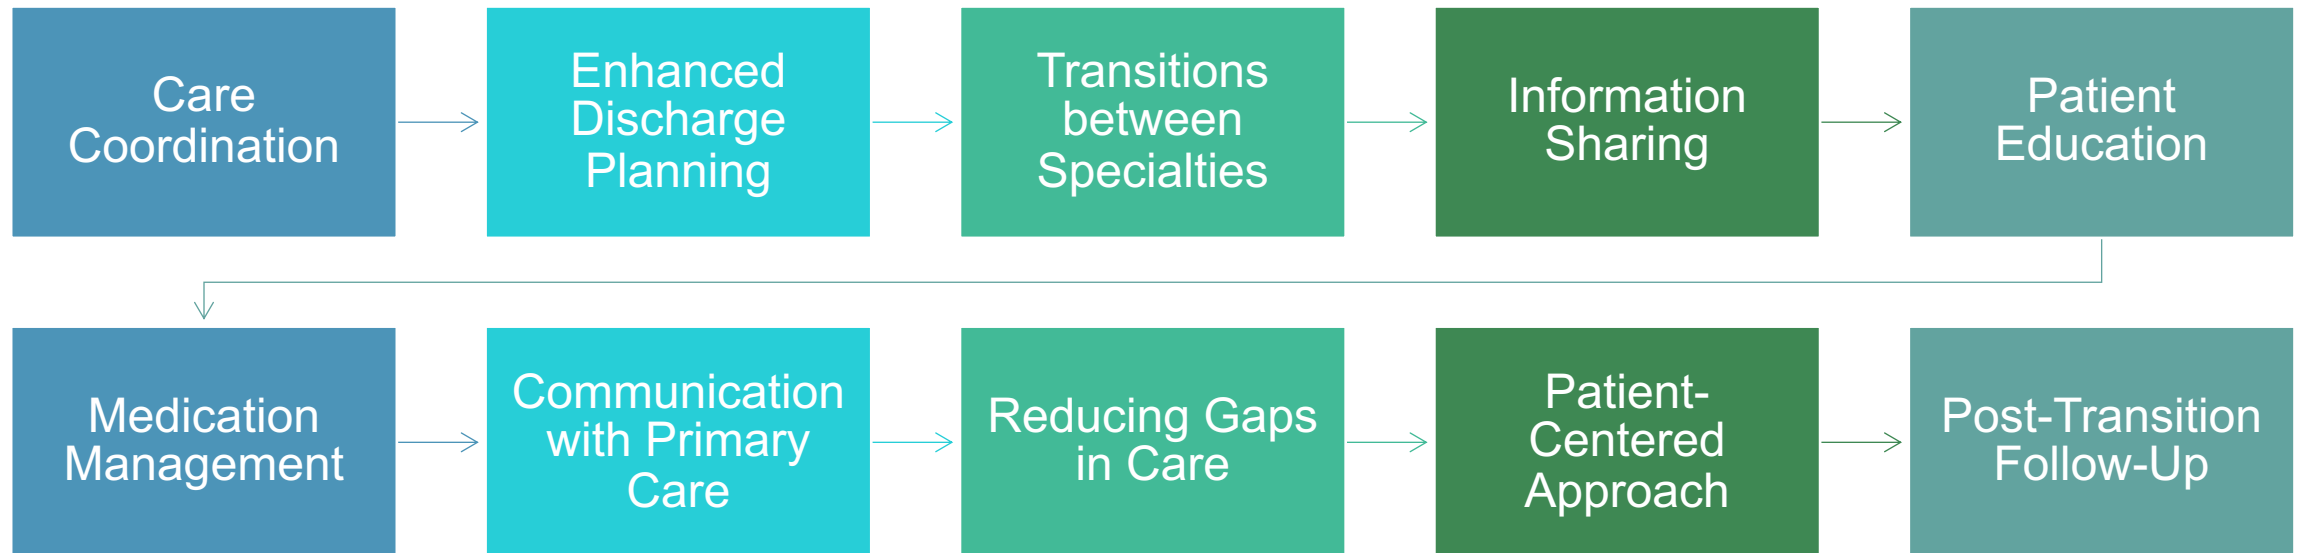 Care
Coordination
Enhanced
Discharge
Planning
Transitions
between
Specialties
Information
Sharing
Patient
Education
Medication
Management
Communication
with Primary
Care
Reducing Gaps
in Care
Patient-
Centered
Approach
Post-Transition
Follow-Up